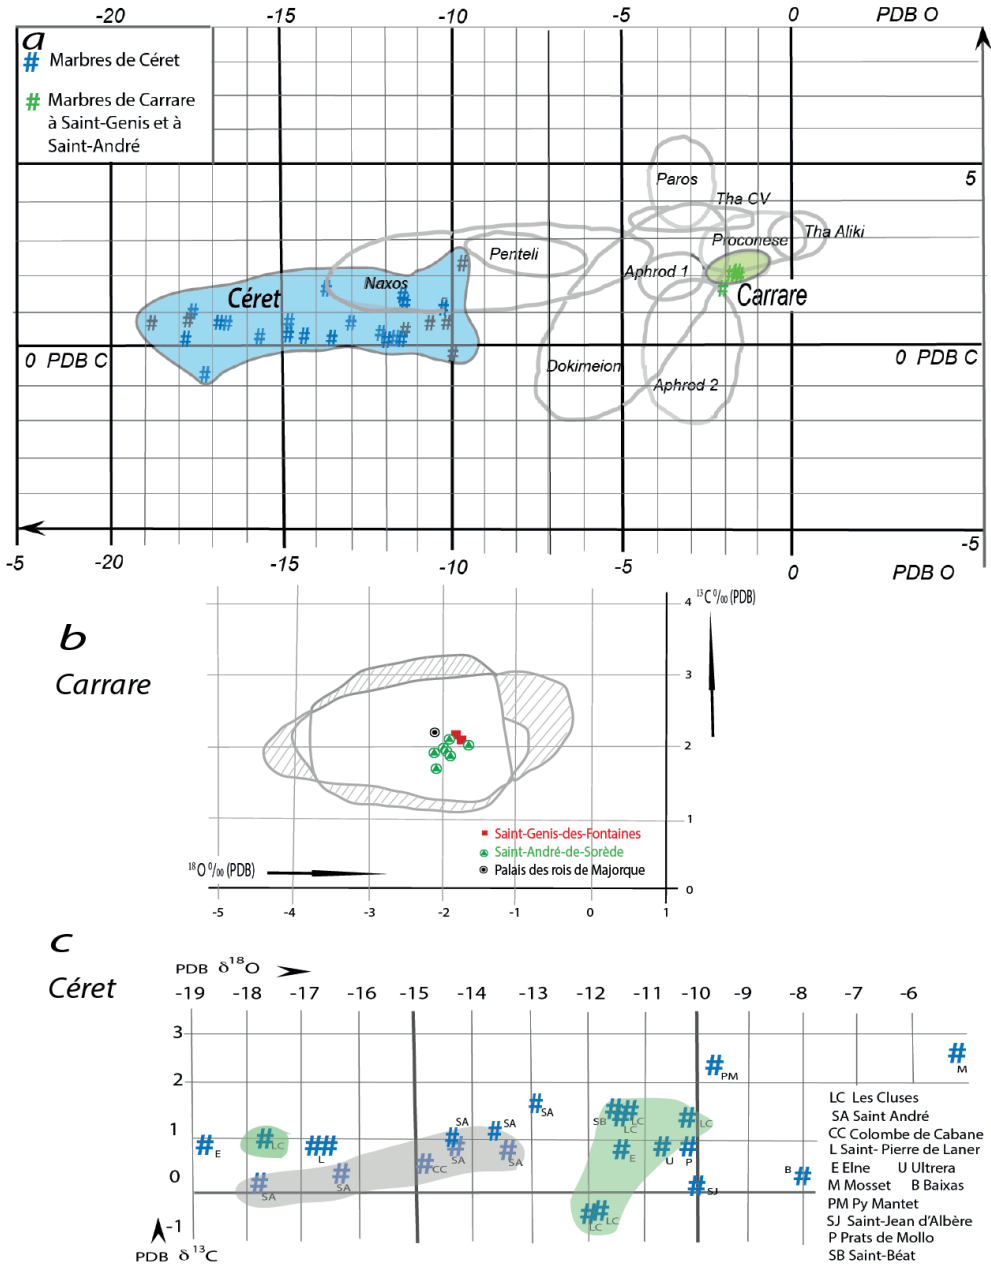 -20 -15 -10 -5 0 PDB O
a
# Marbres de Céret
# Marbres de Carrare
à Saint-Genis et à
Saint-André
Paros
5
Tha CV
Tha Aliki
Proconese
Penteli
Aphrod 1
Naxos
Céret
Carrare
0 PDB C
0 PDB C
Dokimeion
Aphrod 2
-5
-5
-20 -15 -10 -5 0 PDB O
b
Carrare
4 ¹³C ⁰/₀₀ (PDB)
3
2
1
Saint-Genis-des-Fontaines
Saint-André-de-Sorède
Palais des rois de Majorque
¹⁸O ⁰/₀₀ (PDB)
0
-5 -4 -3 -2 -1 0 1
c
Céret
PDB δ¹⁸O
-19 -18 -17 -16 -15 -14 -13 -12 -11 -10 -9 -8 -7 -6
3
2
1
0
-1
PDB δ¹³C
M
PM
SA
SA SA
SB LC
LC
LC
E
LC
L
SA
SA
CC
E
U
P
SA
SA
SJ
B
LC
LC
LC Les Cluses
SA Saint André
CC Colombe de Cabane
L Saint- Pierre de Laner
E Elne U Ultrera
M Mosset B Baixas
PM Py Mantet
SJ Saint-Jean d'Albère
P Prats de Mollo
SB Saint-Béat